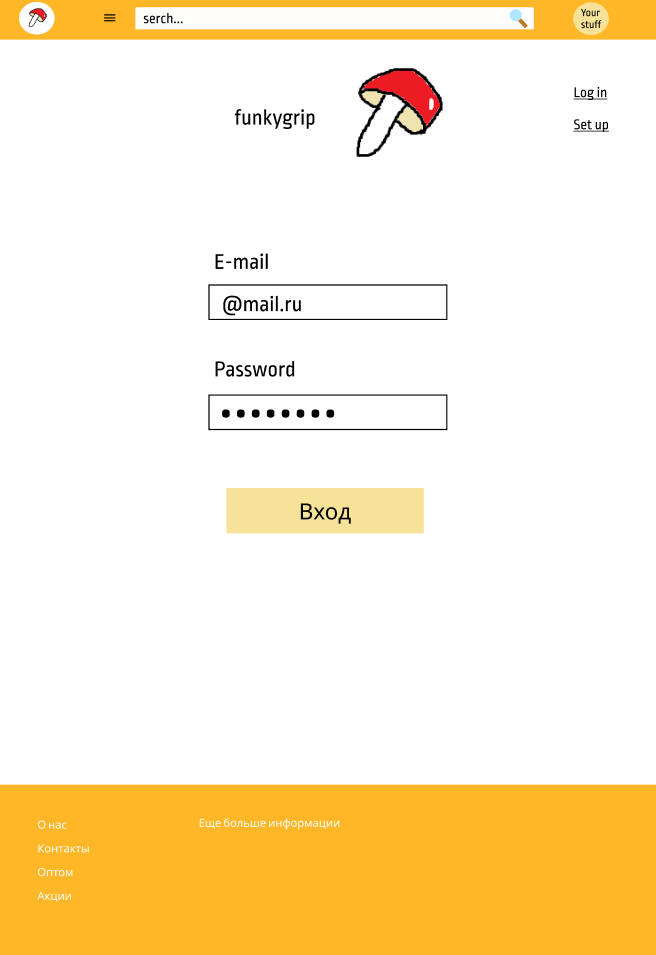 serch...
Your
stuff
funkygrip
Log in
Set up
E-mail
@mail.ru
Password
Вход
О нас
Контакты
Оптом
Акции
Еще больше информации